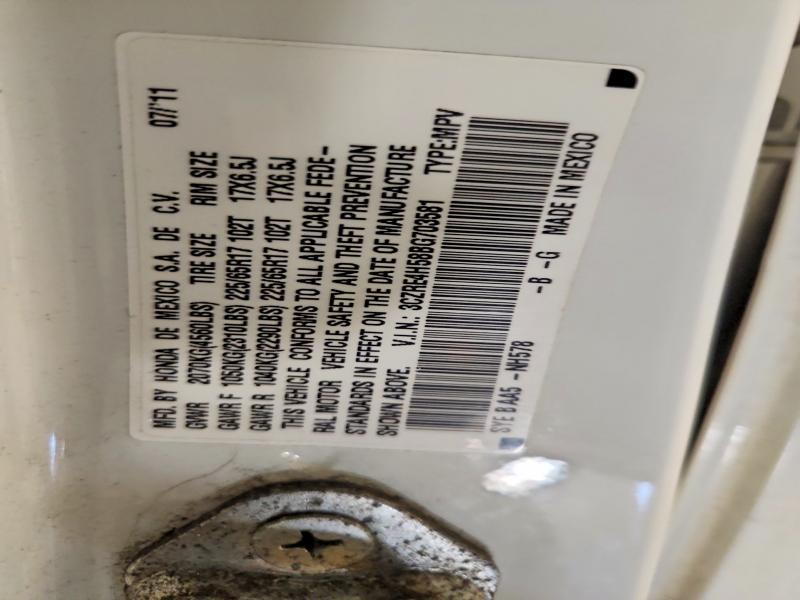 MFD. BY HONDA DE MEXICO S.A. DE C.V. 07/'11
GVWR 2070KG(4560LBS) TIRE SIZE RIM SIZE
GAWR F 1050KG(2310LBS) 225/65R17 102T 17X6.5J
GAWR R 1040KG(2290LBS) 225/65R17 102T 17X6.5J
THIS VEHICLE CONFORMS TO ALL APPLICABLE FEDE-
RAL MOTOR VEHICLE SAFETY AND THEFT PREVENTION
STANDARDS IN EFFECT ON THE DATE OF MANUFACTURE
SHOWN ABOVE. V.I.N.: 3CZRE4H58BG703581 TYPE:MPV
SYE B AA5 -NH578 -B -G MADE IN MEXICO